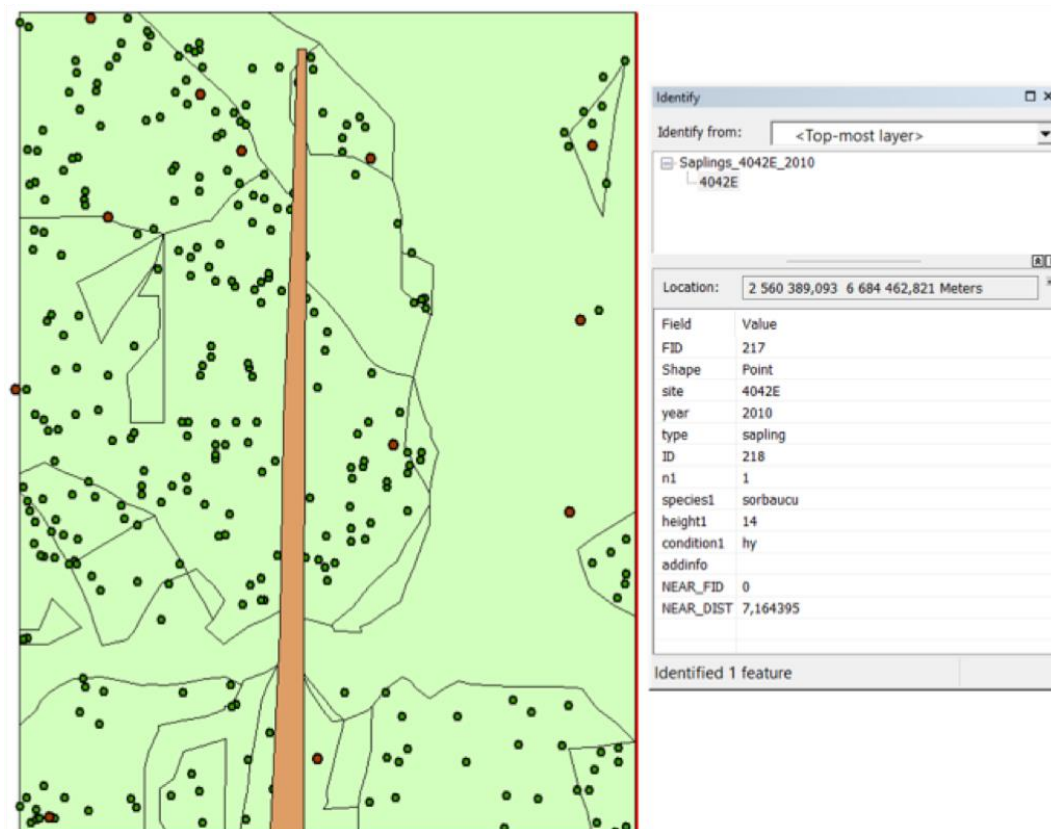 Identify
Identify from: <Top-most layer>
Saplings_4042E_2010
4042E
Location: 2 560 389,093 6 684 462,821 Meters
Field Value
FID 217
Shape Point
site 4042E
year 2010
type sapling
ID 218
n1 1
species1 sorbaucu
height1 14
condition1 hy
addinfo
NEAR_FID 0
NEAR_DIST 7,164395
Identified 1 feature